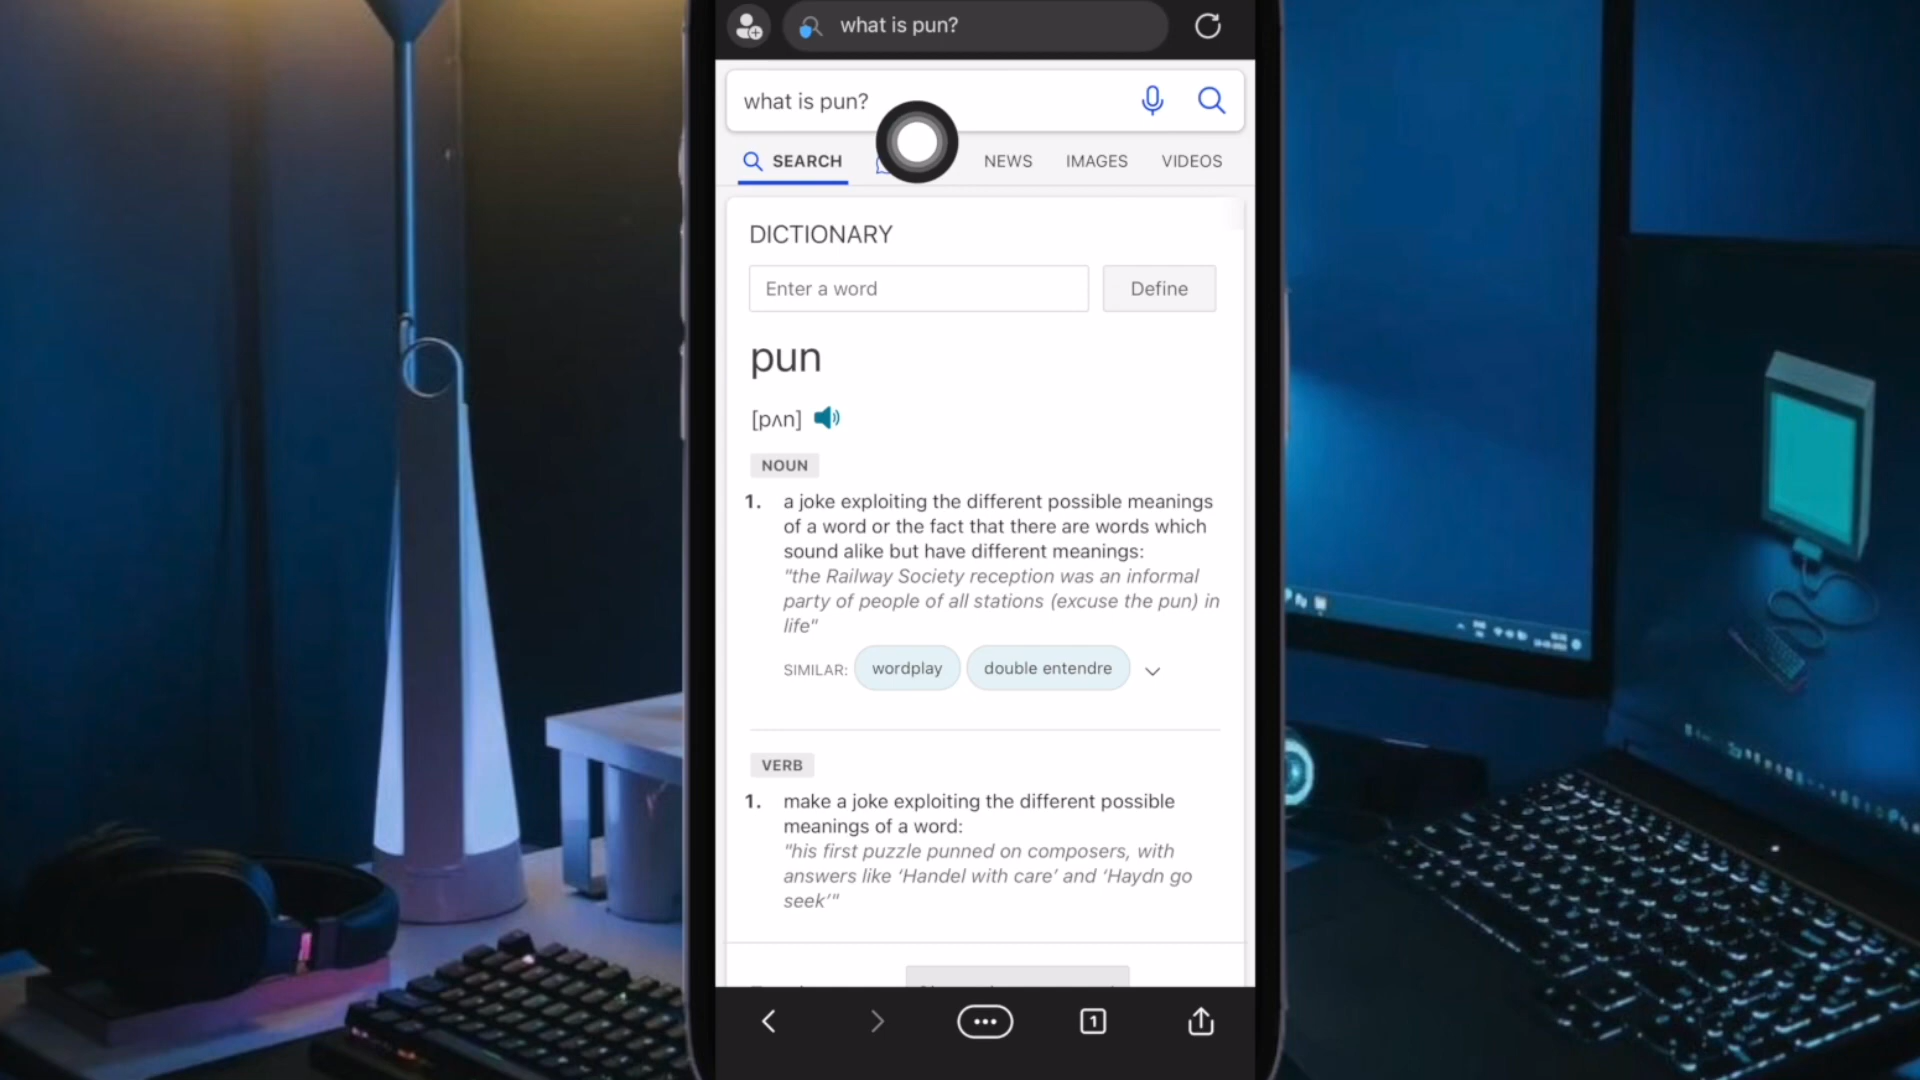 what is pun?
what is pun?
SEARCH
NEWS
IMAGES
VIDEOS
DICTIONARY
Enter a word
Define
pun
[pʌn]
NOUN
1. a joke exploiting the different possible meanings
of a word or the fact that there are words which
sound alike but have different meanings:
"the Railway Society reception was an informal
party of people of all stations (excuse the pun) in
life"
SIMILAR: wordplay double entendre
VERB
1. make a joke exploiting the different possible
meanings of a word:
"his first puzzle punned on composers, with
answers like ‘Handel with care’ and ‘Haydn go
seek’"
1